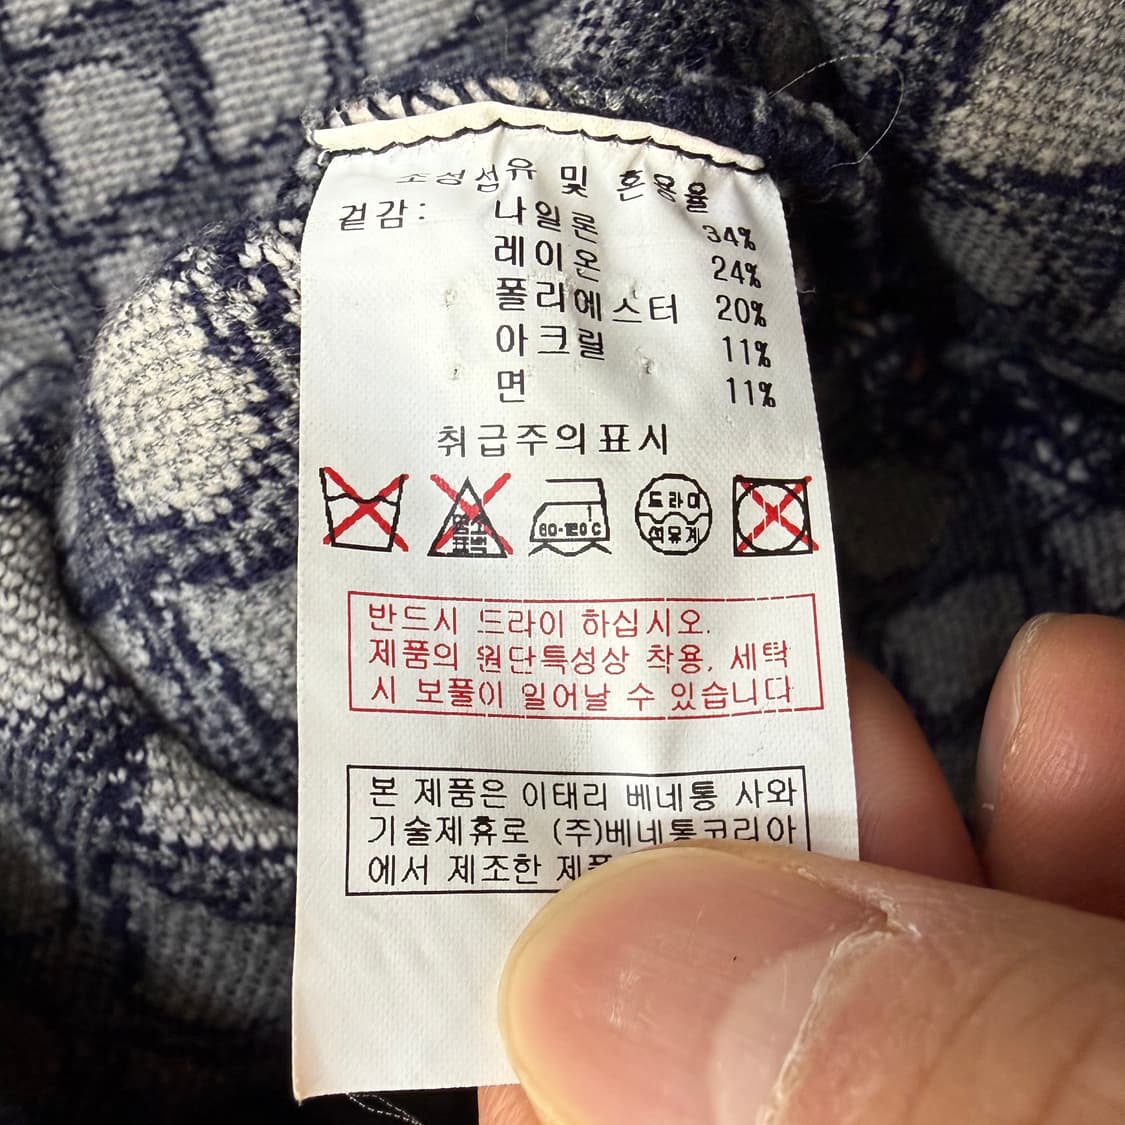 조성섬유 및 혼용율
겉감: 나일론 34%
레이온 24%
폴리에스터 20%
아크릴 11%
면 11%
취급주의표시
염소
표백
80-120℃
드라이
석유계
반드시 드라이 하십시오.
제품의 원단특성상 착용, 세탁
시 보풀이 일어날 수 있습니다
본 제품은 이태리 베네통 사와
기술제휴로 (주)베네통코리아
에서 제조한